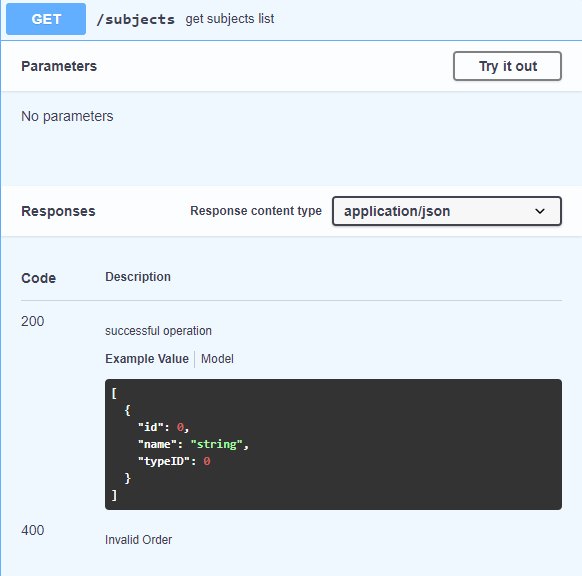 GET /subjects get subjects list
Parameters Try it out
No parameters
Responses Response content type application/json
Code Description
200
successful operation
Example Value Model
[
{
"id": 0,
"name": "string",
"typeID": 0
}
]
400
Invalid Order